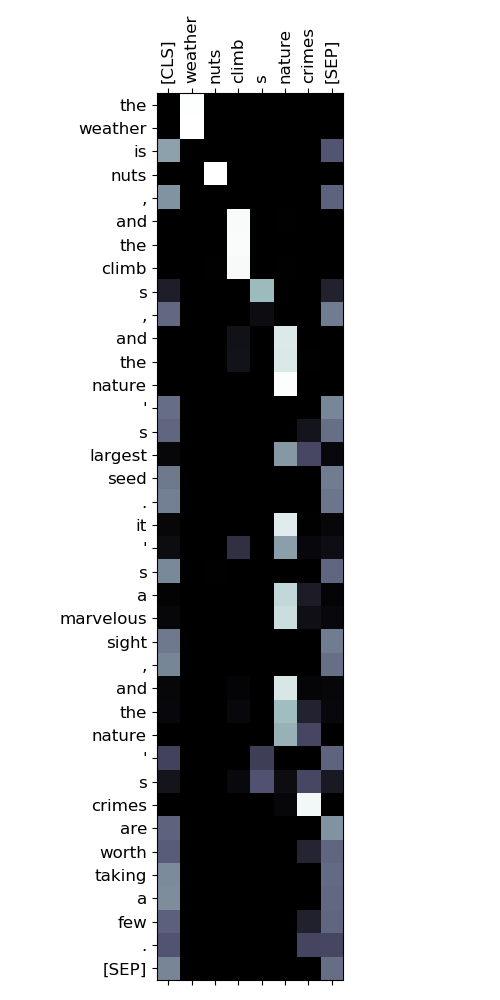 [CLS] weather nuts climb s nature crimes [SEP]
the
weather
is
nuts
,
and
the
climb
s
,
and
the
nature
'
s
largest
seed
.
it
'
s
a
marvelous
sight
,
and
the
nature
'
s
crimes
are
worth
taking
a
few
.
[SEP]